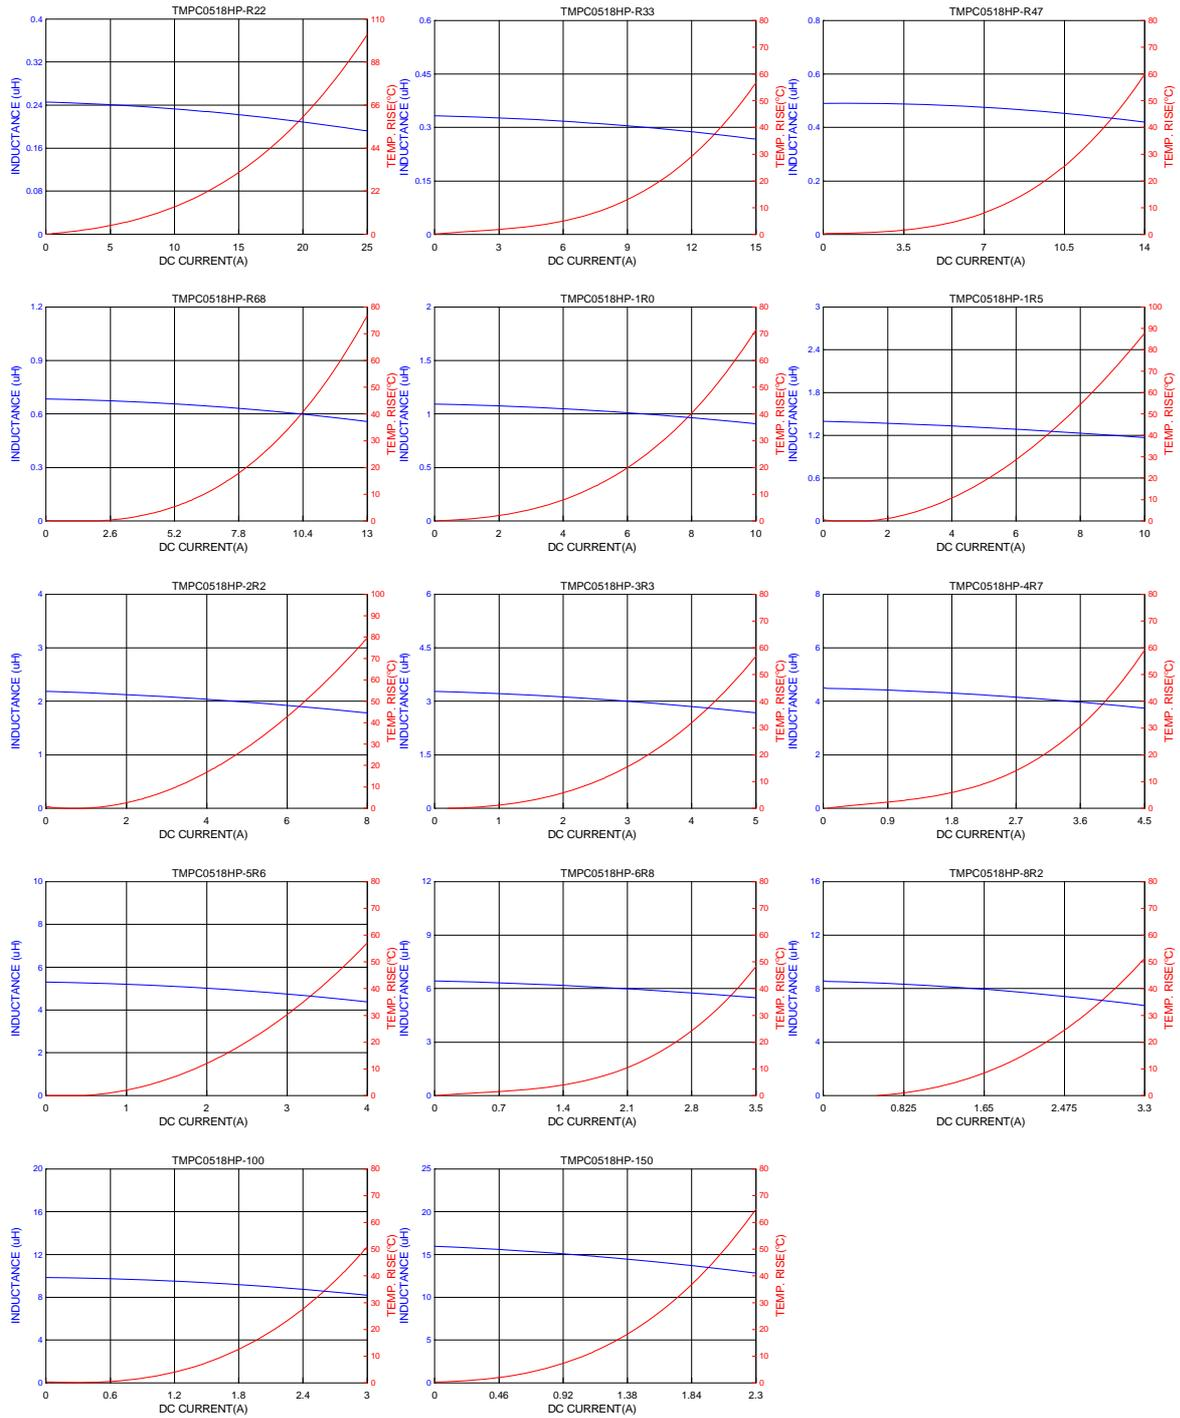 TMPC0518HP-R22
0.4
0.32
0.24
0.16
0.08
0
INDUCTANCE (uH)
110
88
66
44
22
0
TEMP. RISE(°C)
0 5 10 15 20 25
DC CURRENT(A)
TMPC0518HP-R33
0.6
0.45
0.3
0.15
0
INDUCTANCE (uH)
80
70
60
50
40
30
20
10
0
TEMP. RISE(°C)
0 3 6 9 12 15
DC CURRENT(A)
TMPC0518HP-R47
0.8
0.6
0.4
0.2
0
INDUCTANCE (uH)
80
70
60
50
40
30
20
10
0
TEMP. RISE(°C)
0 3.5 7 10.5 14
DC CURRENT(A)
TMPC0518HP-R68
1.2
0.9
0.6
0.3
0
INDUCTANCE (uH)
80
70
60
50
40
30
20
10
0
TEMP. RISE(°C)
0 2.6 5.2 7.8 10.4 13
DC CURRENT(A)
TMPC0518HP-1R0
2
1.5
1
0.5
0
INDUCTANCE (uH)
80
70
60
50
40
30
20
10
0
TEMP. RISE(°C)
0 2 4 6 8 10
DC CURRENT(A)
TMPC0518HP-1R5
3
2.4
1.8
1.2
0.6
0
INDUCTANCE (uH)
100
90
80
70
60
50
40
30
20
10
0
TEMP. RISE(°C)
0 2 4 6 8 10
DC CURRENT(A)
TMPC0518HP-2R2
4
3
2
1
0
INDUCTANCE (uH)
100
90
80
70
60
50
40
30
20
10
0
TEMP. RISE(°C)
0 2 4 6 8
DC CURRENT(A)
TMPC0518HP-3R3
6
4.5
3
1.5
0
INDUCTANCE (uH)
80
70
60
50
40
30
20
10
0
TEMP. RISE(°C)
0 1 2 3 4 5
DC CURRENT(A)
TMPC0518HP-4R7
8
6
4
2
0
INDUCTANCE (uH)
80
70
60
50
40
30
20
10
0
TEMP. RISE(°C)
0 0.9 1.8 2.7 3.6 4.5
DC CURRENT(A)
TMPC0518HP-5R6
10
8
6
4
2
0
INDUCTANCE (uH)
80
70
60
50
40
30
20
10
0
TEMP. RISE(°C)
0 1 2 3 4
DC CURRENT(A)
TMPC0518HP-6R8
12
9
6
3
0
INDUCTANCE (uH)
80
70
60
50
40
30
20
10
0
TEMP. RISE(°C)
0 0.7 1.4 2.1 2.8 3.5
DC CURRENT(A)
TMPC0518HP-8R2
16
12
8
4
0
INDUCTANCE (uH)
80
70
60
50
40
30
20
10
0
TEMP. RISE(°C)
0 0.825 1.65 2.475 3.3
DC CURRENT(A)
TMPC0518HP-100
20
16
12
8
4
0
INDUCTANCE (uH)
80
70
60
50
40
30
20
10
0
TEMP. RISE(°C)
0 0.6 1.2 1.8 2.4 3
DC CURRENT(A)
TMPC0518HP-150
25
20
15
10
5
0
INDUCTANCE (uH)
80
70
60
50
40
30
20
10
0
TEMP. RISE(°C)
0 0.46 0.92 1.38 1.84 2.3
DC CURRENT(A)